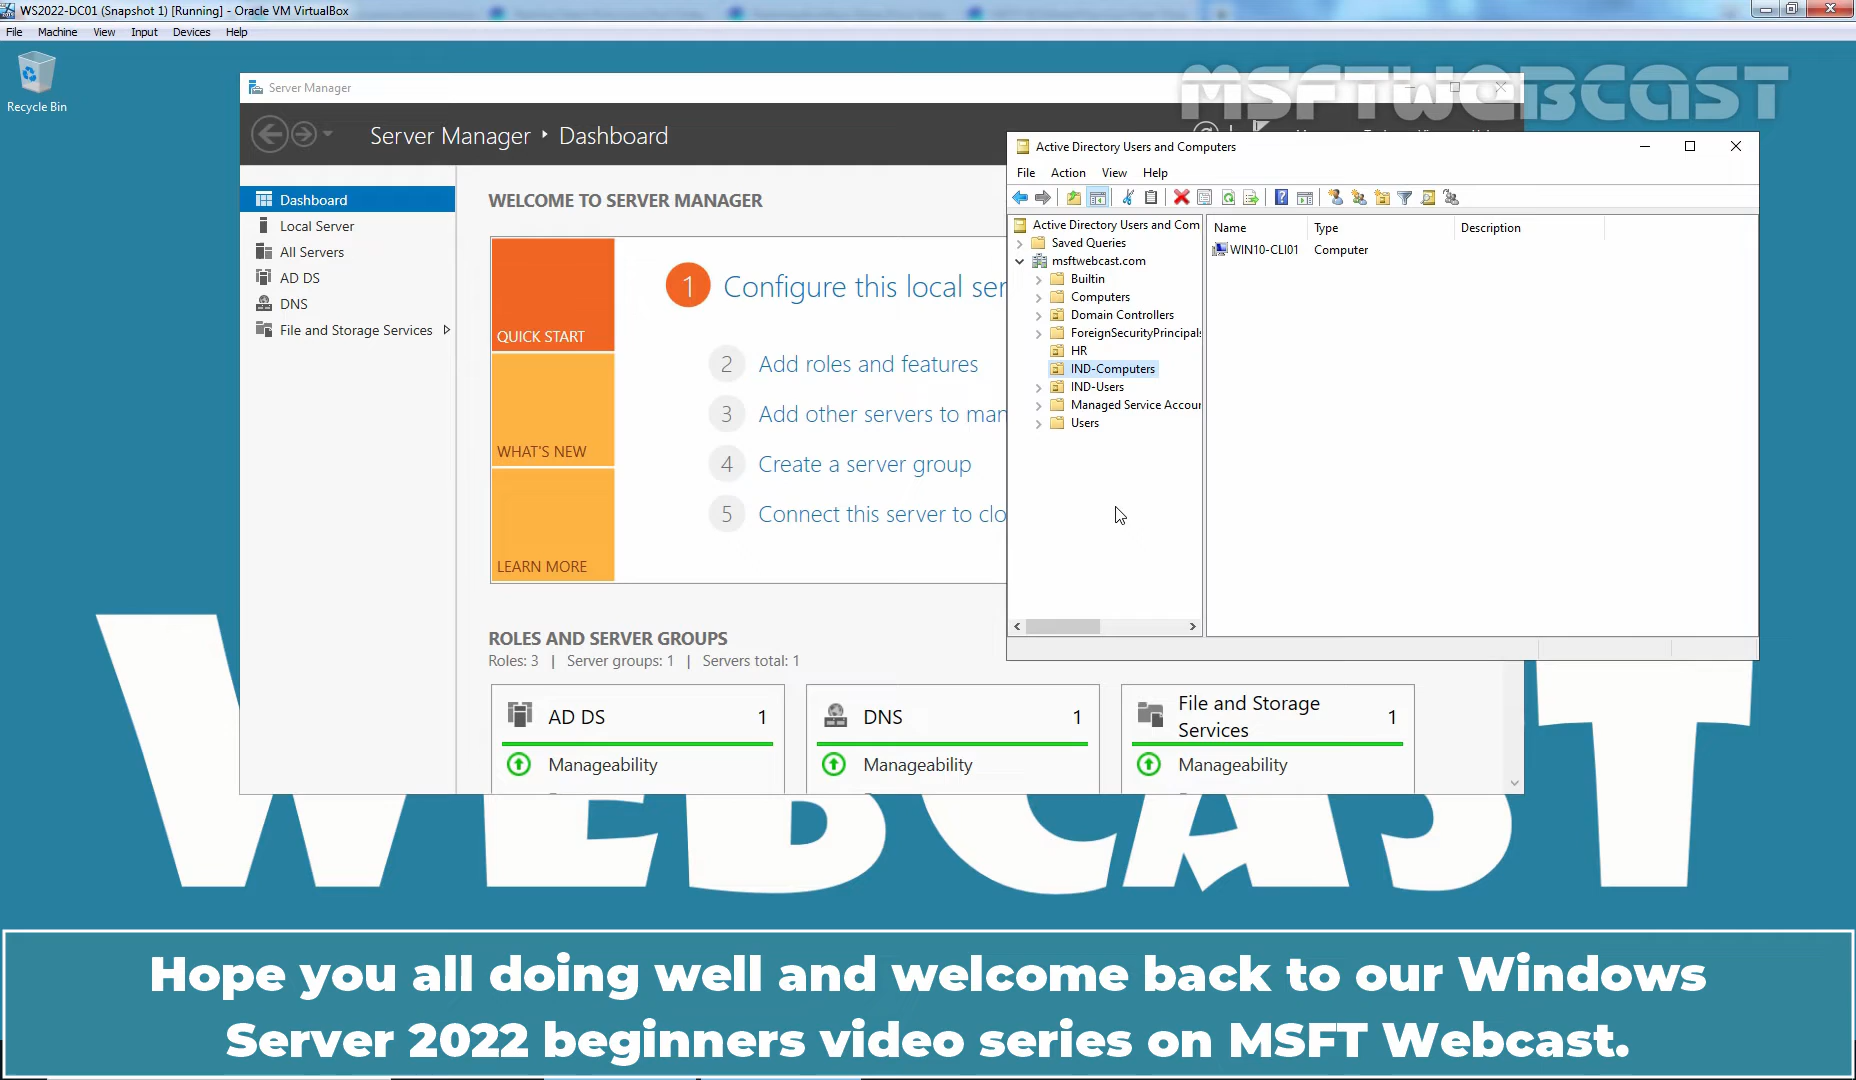 WS2022-DC01 (Snapshot 1) [Running] - Oracle VM VirtualBox
File Machine View Input Devices Help
Recycle Bin
MSFTWEBCAST
Server Manager
Server Manager • Dashboard
Dashboard
Local Server
All Servers
AD DS
DNS
File and Storage Services
WELCOME TO SERVER MANAGER
QUICK START
WHAT'S NEW
LEARN MORE
1 Configure this local ser
2 Add roles and features
3 Add other servers to man
4 Create a server group
5 Connect this server to clo
ROLES AND SERVER GROUPS
Roles: 3 | Server groups: 1 | Servers total: 1
AD DS 1
Manageability
DNS 1
Manageability
File and Storage Services 1
Manageability
Active Directory Users and Computers
File Action View Help
Active Directory Users and Com
Saved Queries
msftwebcast.com
Builtin
Computers
Domain Controllers
ForeignSecurityPrincipals
HR
IND-Computers
IND-Users
Managed Service Accour
Users
Name Type Description
WIN10-CLI01 Computer
WEBCAST
Hope you all doing well and welcome back to our Windows
Server 2022 beginners video series on MSFT Webcast.